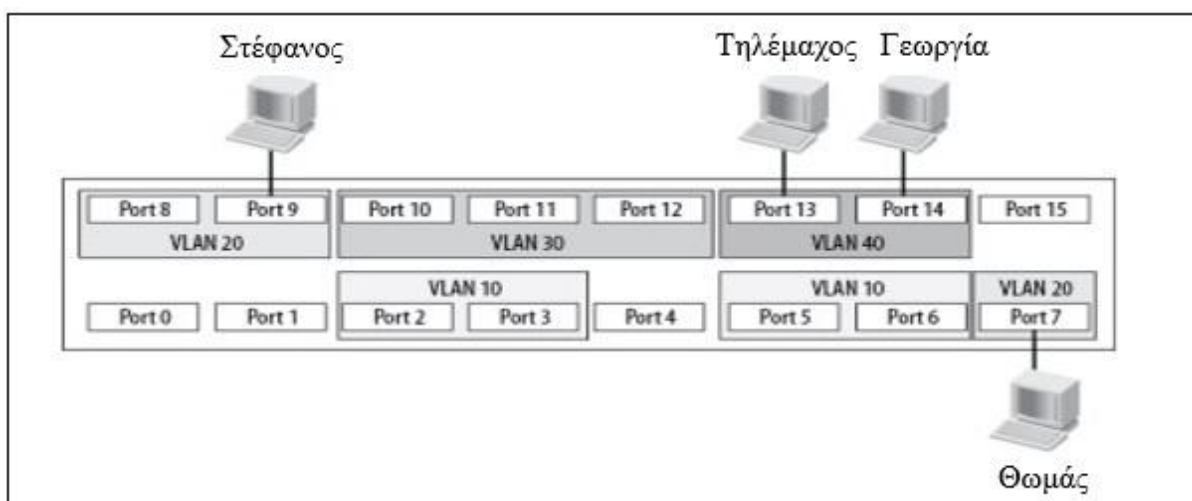 Στέφανος
Τηλέμαχος Γεωργία
Port 8 Port 9 Port 10 Port 11 Port 12 Port 13 Port 14 Port 15
VLAN 20 VLAN 30 VLAN 40
VLAN 10 VLAN 10 VLAN 20
Port 0 Port 1 Port 2 Port 3 Port 4 Port 5 Port 6 Port 7
Θωμάς